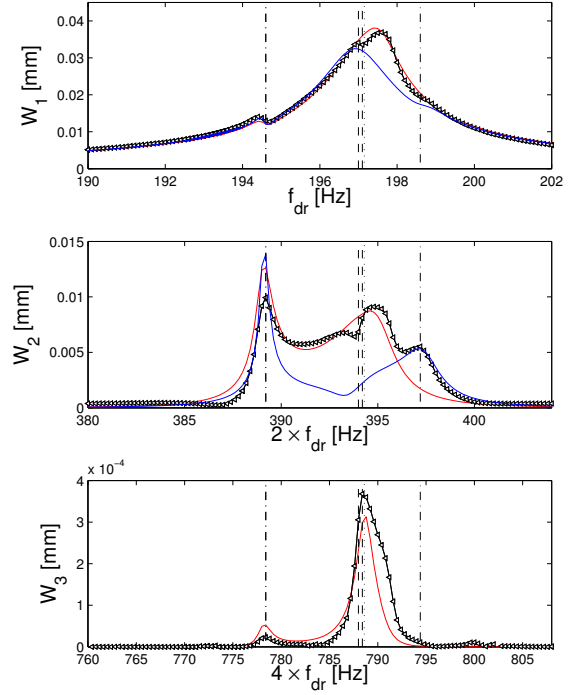 0.04
0.03
0.02
0.01
0
W1 [mm]
190 192 194 196 198 200 202
fdr [Hz]
0.015
0.01
0.005
0
W2 [mm]
380 385 390 395 400
2 × fdr [Hz]
x 10-4
4
3
2
1
0
W3 [mm]
760 765 770 775 780 785 790 795 800 805
4 × fdr [Hz]